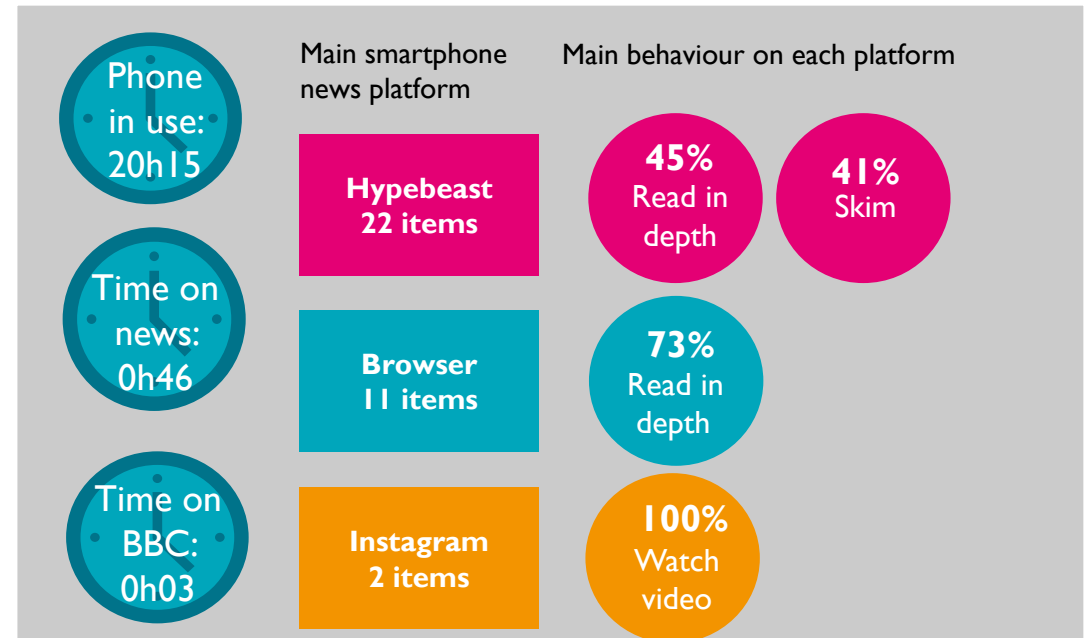 Phone
in use:
20h15
Time on
news:
0h46
Time on
BBC:
0h03
Main smartphone
news platform
Main behaviour on each platform
Hypebeast
22 items
45%
Read in
depth
41%
Skim
Browser
11 items
73%
Read in
depth
Instagram
2 items
100%
Watch
video